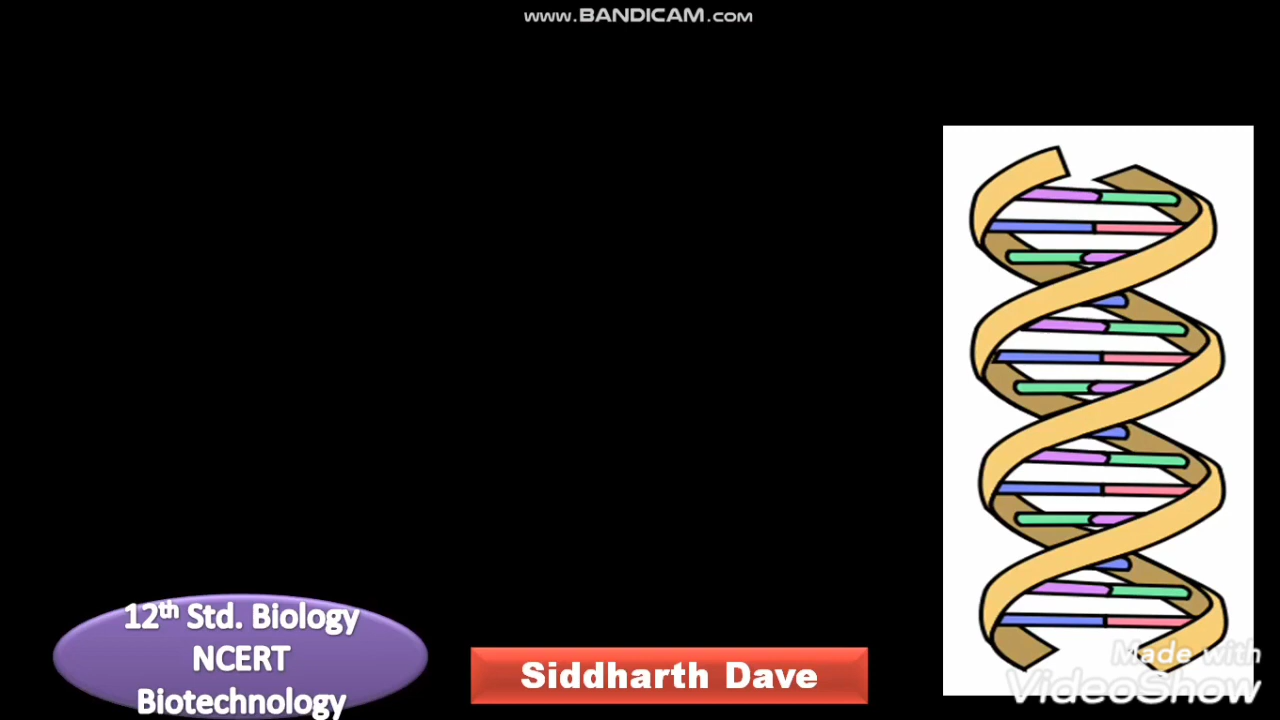 www.BANDICAM.com
12th Std. Biology
NCERT
Biotechnology
Siddharth Dave
Made with
VideoShow